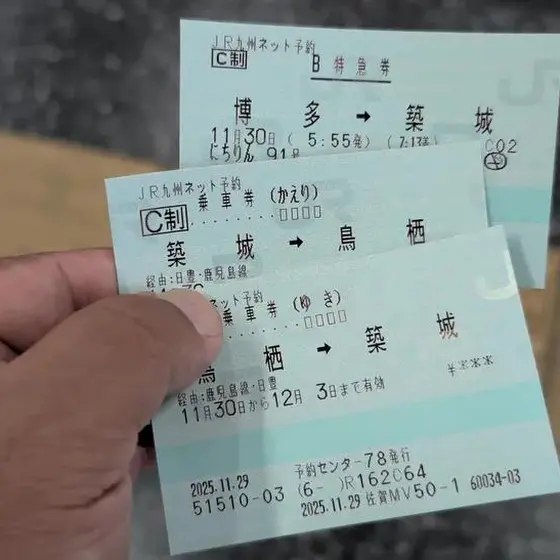 JR九州ネット予約
C制
B特急券
博多→築城
11月30日(5:55発)(7:13着)C02
にちりん 91号
JR九州ネット予約
C制 乗車券(かえり)
築城→鳥栖
経由:日豊・鹿児島線
ネット予約
乗車券(ゆき)
鳥栖→築城
経由:鹿児島線・日豊
¥****
11月30日から12月 3日まで有効
2025.11.29 予約センター78発行
51510-03 (6- )R162C64
2025.11.29 佐賀MV50-1 60034-03